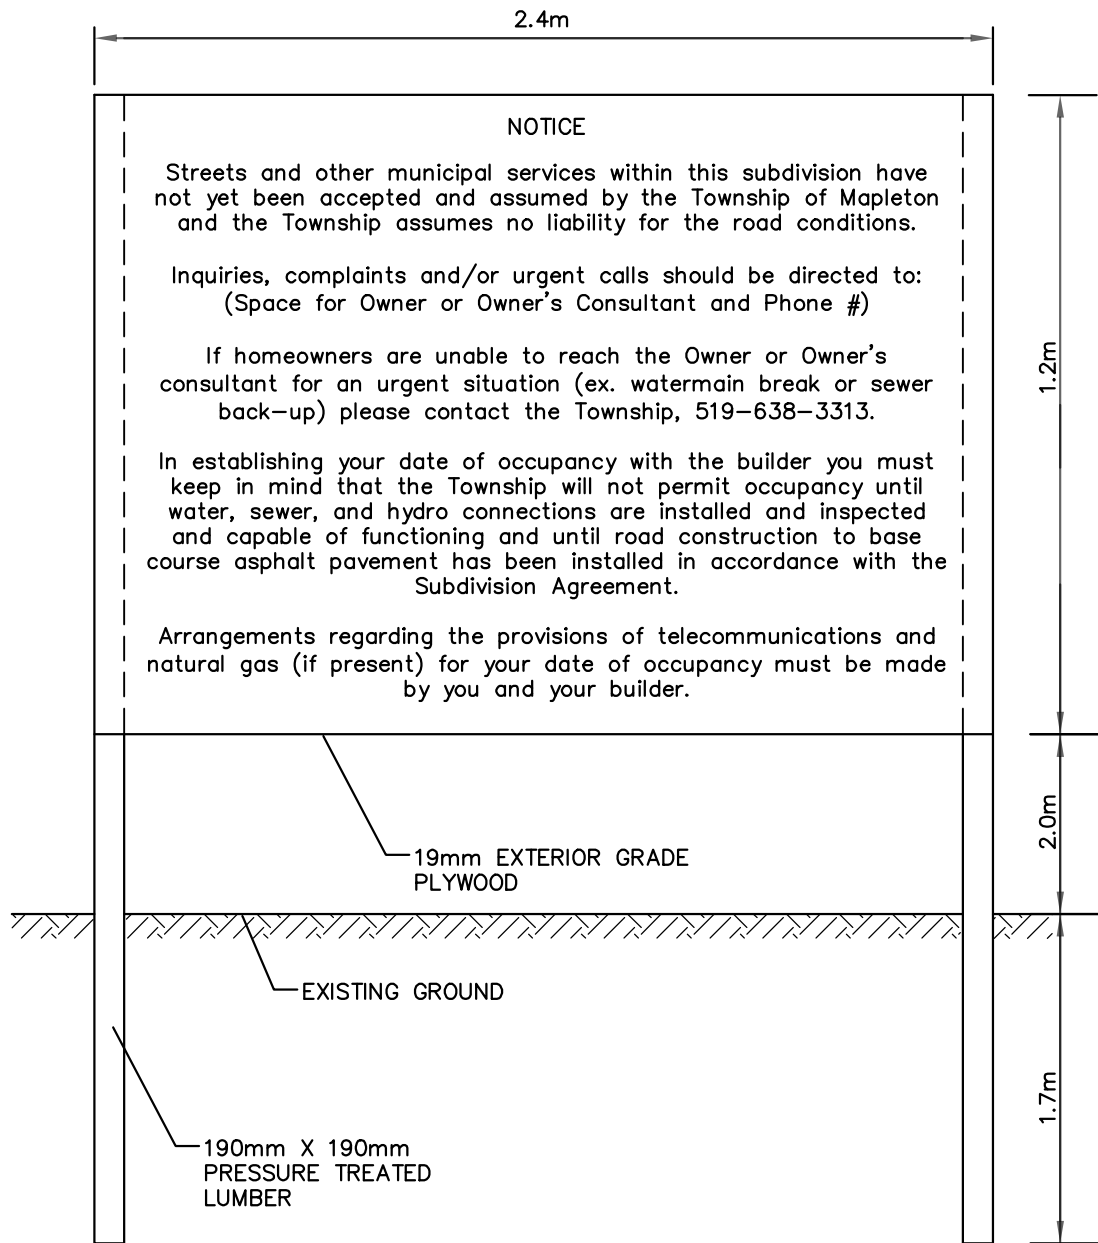 2.4m
NOTICE
Streets and other municipal services within this subdivision have
not yet been accepted and assumed by the Township of Mapleton
and the Township assumes no liability for the road conditions.
Inquiries, complaints and/or urgent calls should be directed to:
(Space for Owner or Owner's Consultant and Phone #)
If homeowners are unable to reach the Owner or Owner's
consultant for an urgent situation (ex. watermain break or sewer
back-up) please contact the Township, 519-638-3313.
In establishing your date of occupancy with the builder you must
keep in mind that the Township will not permit occupancy until
water, sewer, and hydro connections are installed and inspected
and capable of functioning and until road construction to base
course asphalt pavement has been installed in accordance with the
Subdivision Agreement.
Arrangements regarding the provisions of telecommunications and
natural gas (if present) for your date of occupancy must be made
by you and your builder.
1.2m
2.0m
19mm EXTERIOR GRADE
PLYWOOD
EXISTING GROUND
1.7m
190mm X 190mm
PRESSURE TREATED
LUMBER